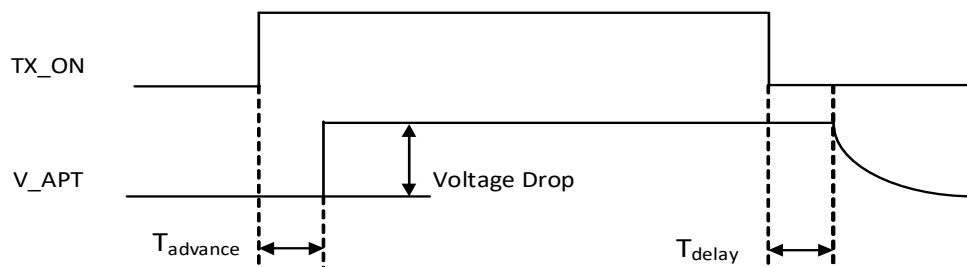 TX_ON
V_APT
Voltage Drop
Tadvance
Tdelay